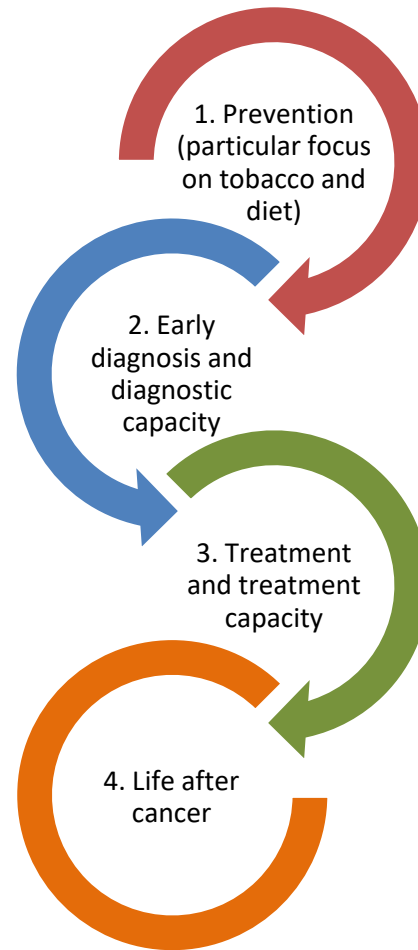 1. Prevention
(particular focus
on tobacco and
diet)
2. Early
diagnosis and
diagnostic
capacity
3. Treatment
and treatment
capacity
4. Life after
cancer